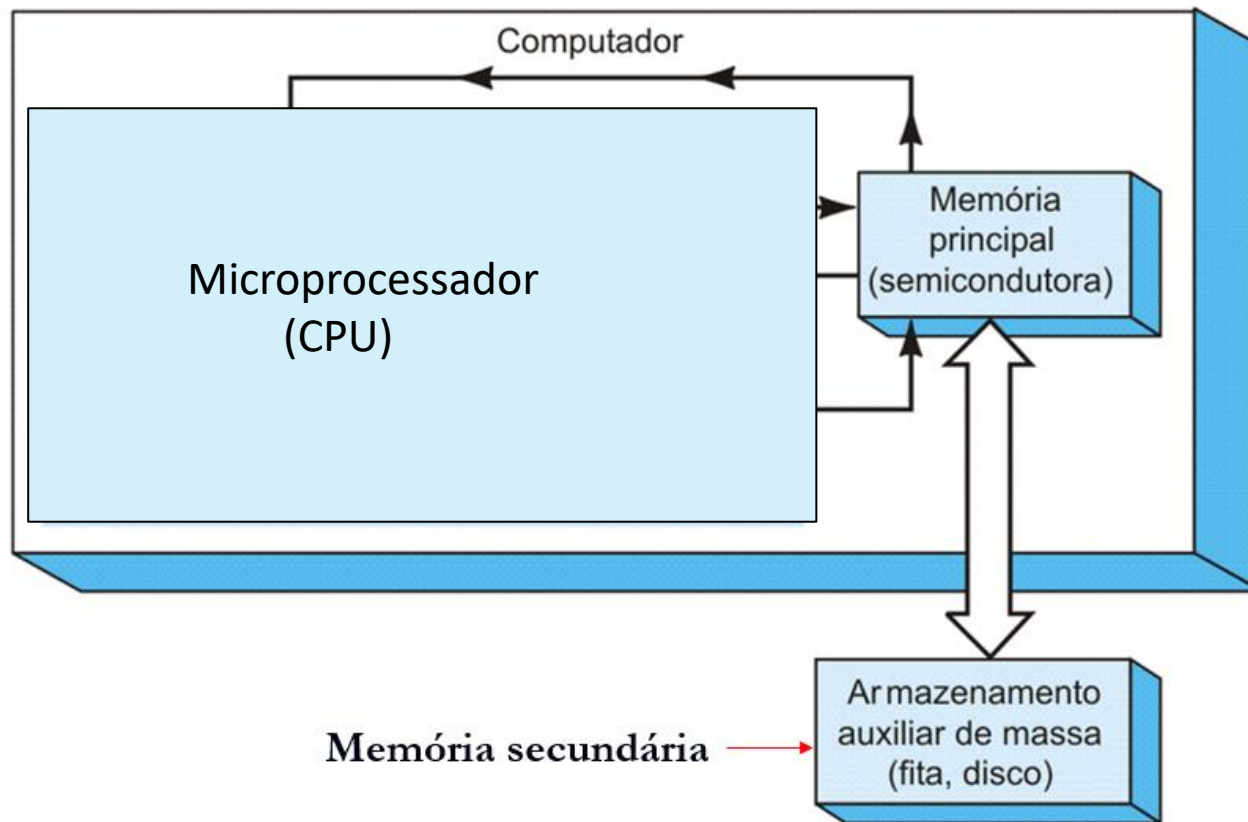 Computador
Microprocessador
(CPU)
Memória
principal
(semicondutora)
Memória secundária
Armazenamento
auxiliar de massa
(fita, disco)